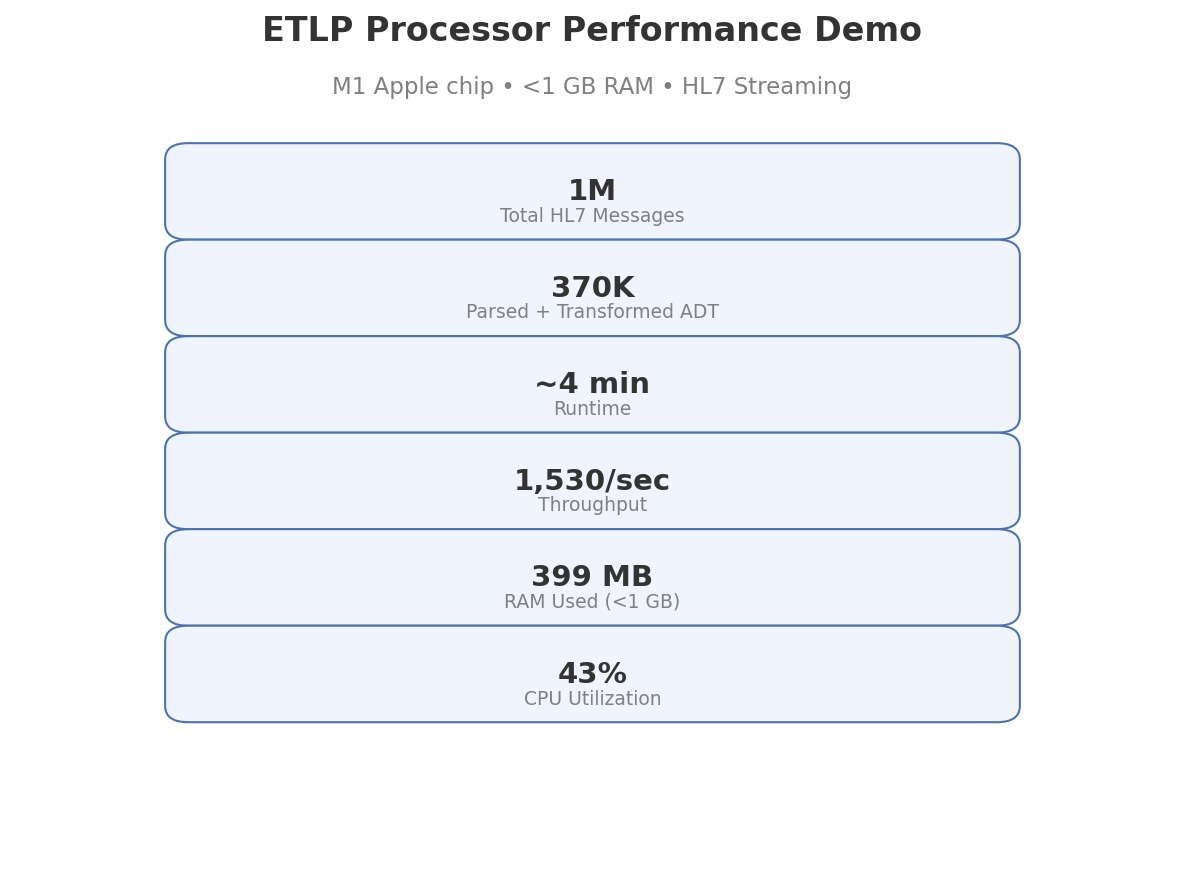 ETLP Processor Performance Demo
M1 Apple chip • <1 GB RAM • HL7 Streaming
1M
Total HL7 Messages
370K
Parsed + Transformed ADT
~4 min
Runtime
1,530/sec
Throughput
399 MB
RAM Used (<1 GB)
43%
CPU Utilization